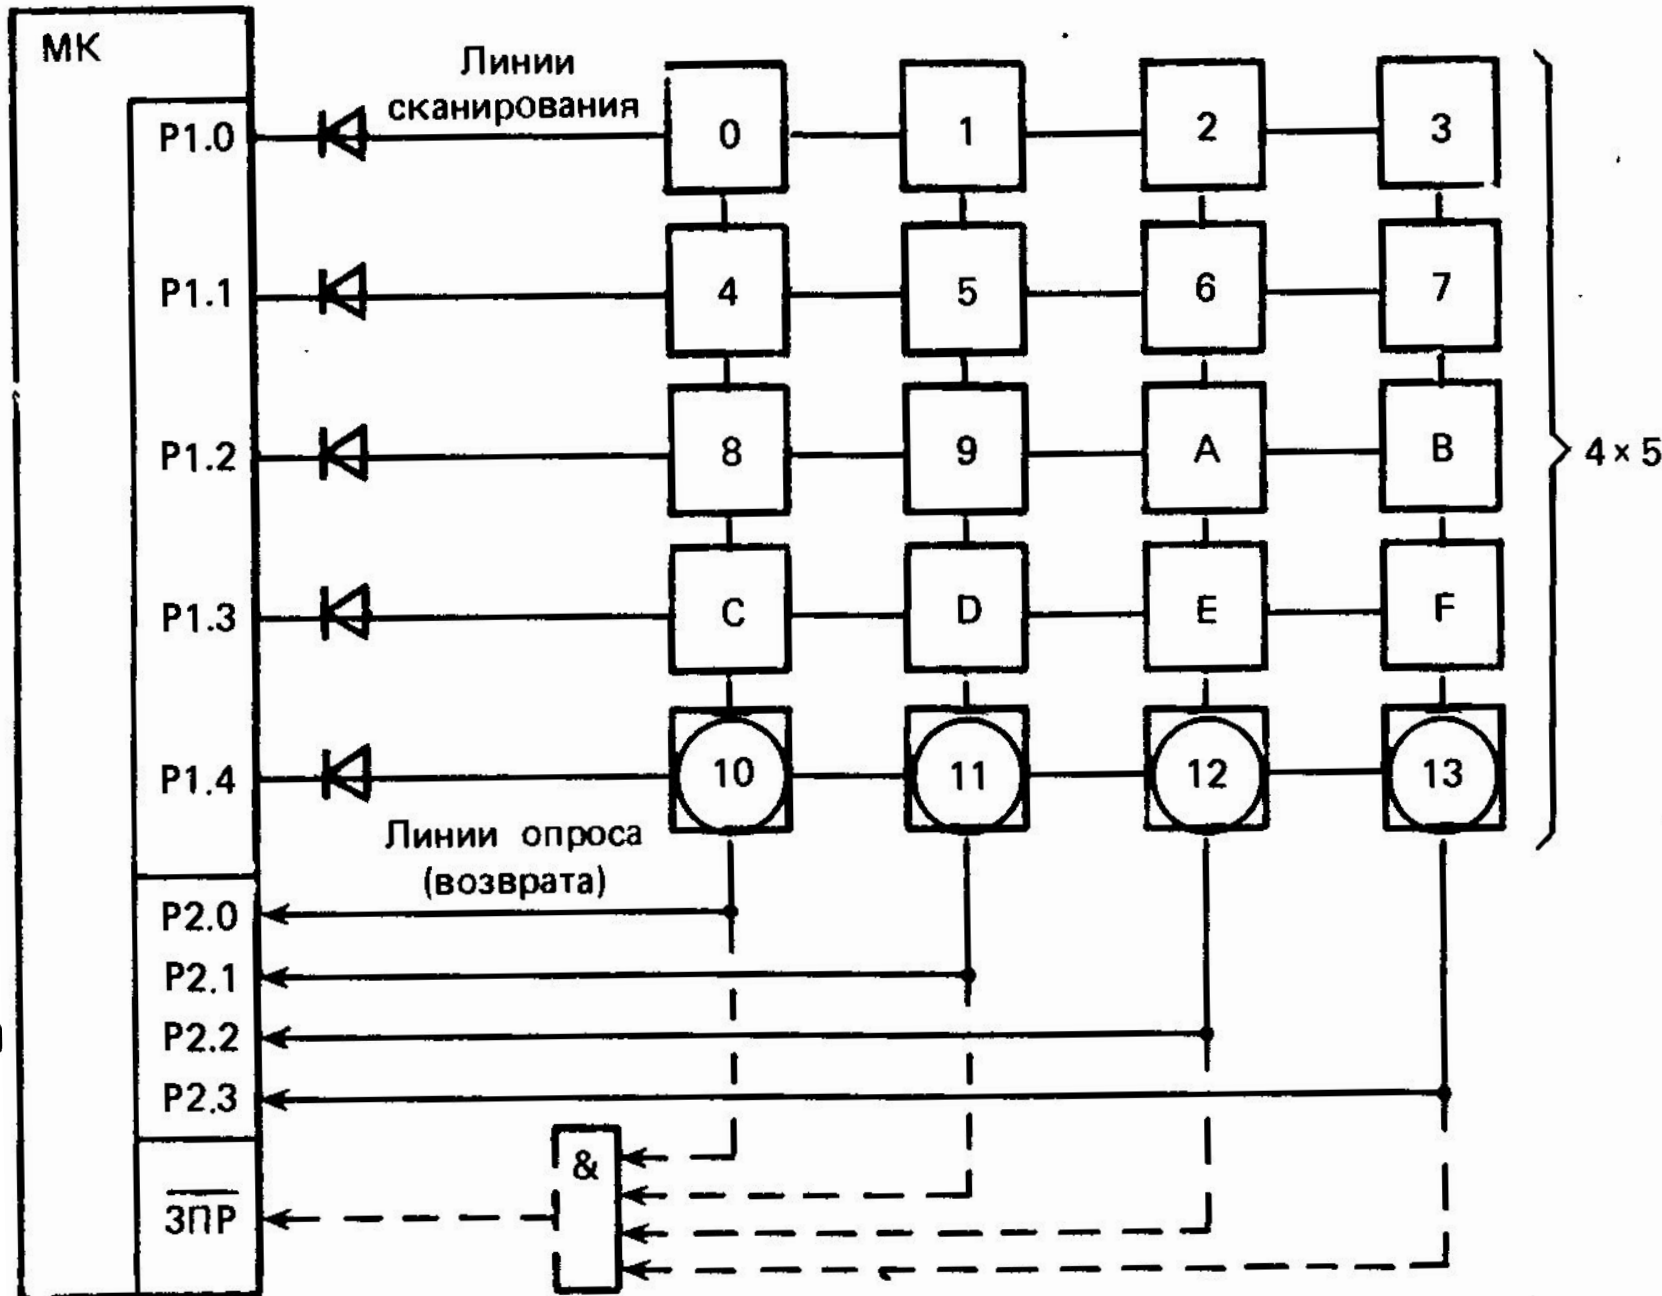 МК
Линии
сканирования
P1.0
0 1 2 3
P1.1
4 5 6 7
P1.2
8 9 A B
4 × 5
P1.3
C D E F
P1.4
10 11 12 13
Линии опроса
(возврата)
P2.0
P2.1
P2.2
P2.3
&
ЗПР